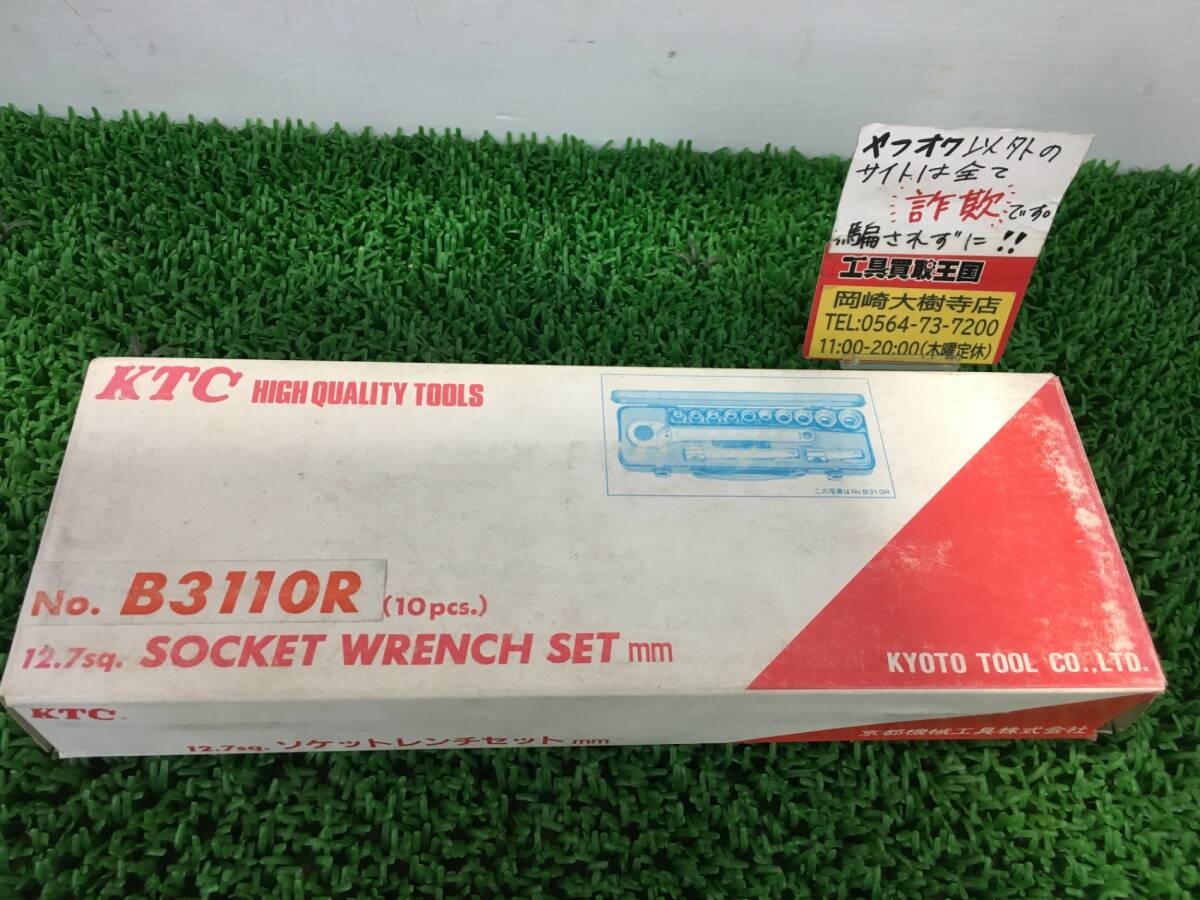 ヤフオク以外の
サイトは全て
詐欺です。
騙されずに!!
工具買取王国
岡崎大樹寺店
TEL:0564-73-7200
11:00-20:00(木曜定休)
KTC HIGH QUALITY TOOLS
この写真はNo.B310R
No. B3110R (10pcs.)
12.7sq. SOCKET WRENCH SET mm
KYOTO TOOL CO.,LTD.
KTC
12.7sq. ソケットレンチセット mm
京都機械工具株式会社